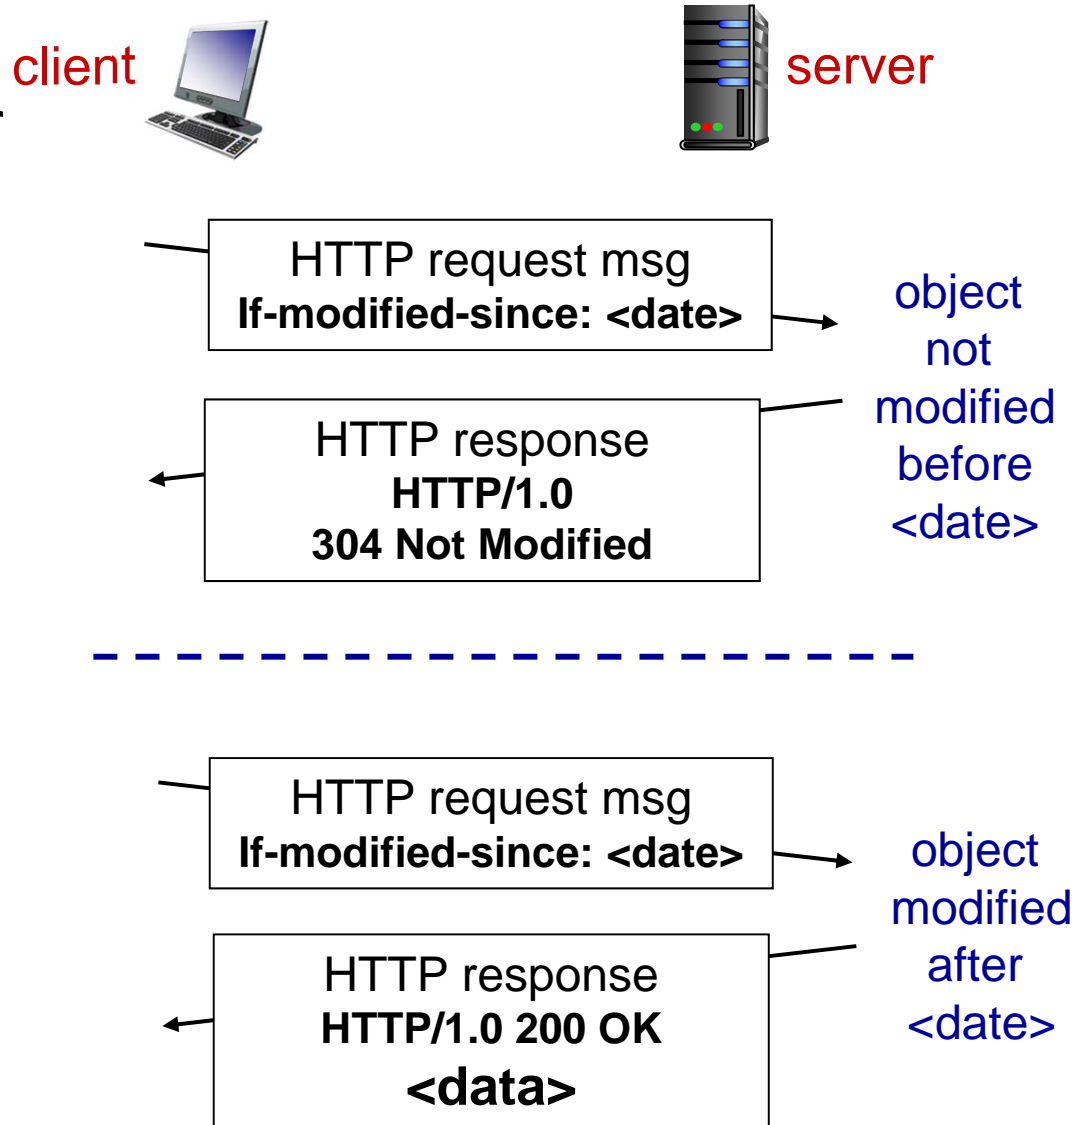 client
server
HTTP request msg
If-modified-since: <date>
object
not
modified
before
<date>
HTTP response
HTTP/1.0
304 Not Modified
HTTP request msg
If-modified-since: <date>
object
modified
after
<date>
HTTP response
HTTP/1.0 200 OK
<data>